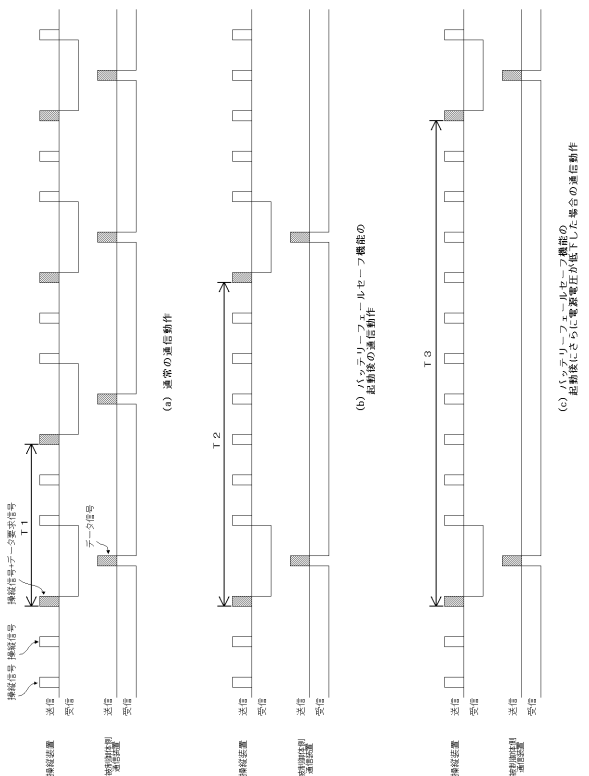 操縦信号
操縦信号
操縦信号+データ要求信号
T1
データ信号
操縦装置
送信
受信
被制御体側
通信装置
送信
受信
(a) 通常の通信動作
T2
操縦装置
送信
受信
被制御体側
通信装置
送信
受信
(b) バッテリーフェールセーフ機能の
起動後の通信動作
T3
操縦装置
送信
受信
被制御体側
通信装置
送信
受信
(c) バッテリーフェールセーフ機能の
起動後にさらに電源電圧が低下した場合の通信動作